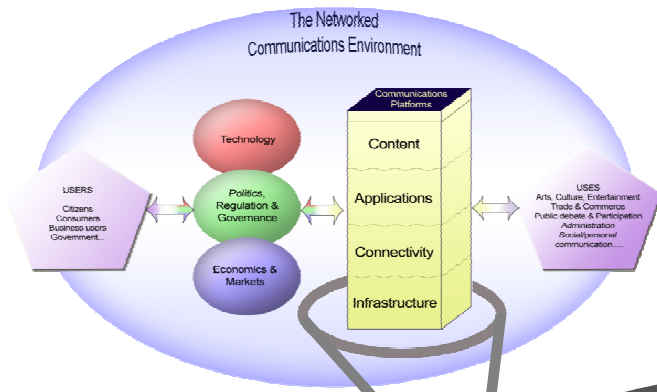 The Networked
Communications Environment
Communications
Platforms
Technology
Content
USERS
Citizens
Consumers
Business users
Government...
Politics,
Regulation &
Governance
Applications
USES
Arts, Culture, Entertainment
Trade & Commerce
Public debate & Participation
Administration
Social/personal
communication.....
Connectivity
Economics &
Markets
Infrastructure